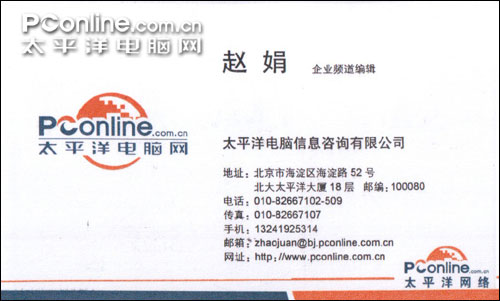 PConline.com.cn
太平洋电脑网
赵 娟 企业频道编辑
PConline.com.cn
太平洋电脑网
太平洋电脑信息咨询有限公司
地址: 北京市海淀区海淀路 52 号
北大太平洋大厦 18 层 邮编: 100080
电话: 010-82667102-509
传真: 010-82667107
手机: 13241925314
邮箱: zhaojuan@bj.pconline.com.cn
网址: http://www.pconline.com.cn
PConline.com.cn
太平洋网络